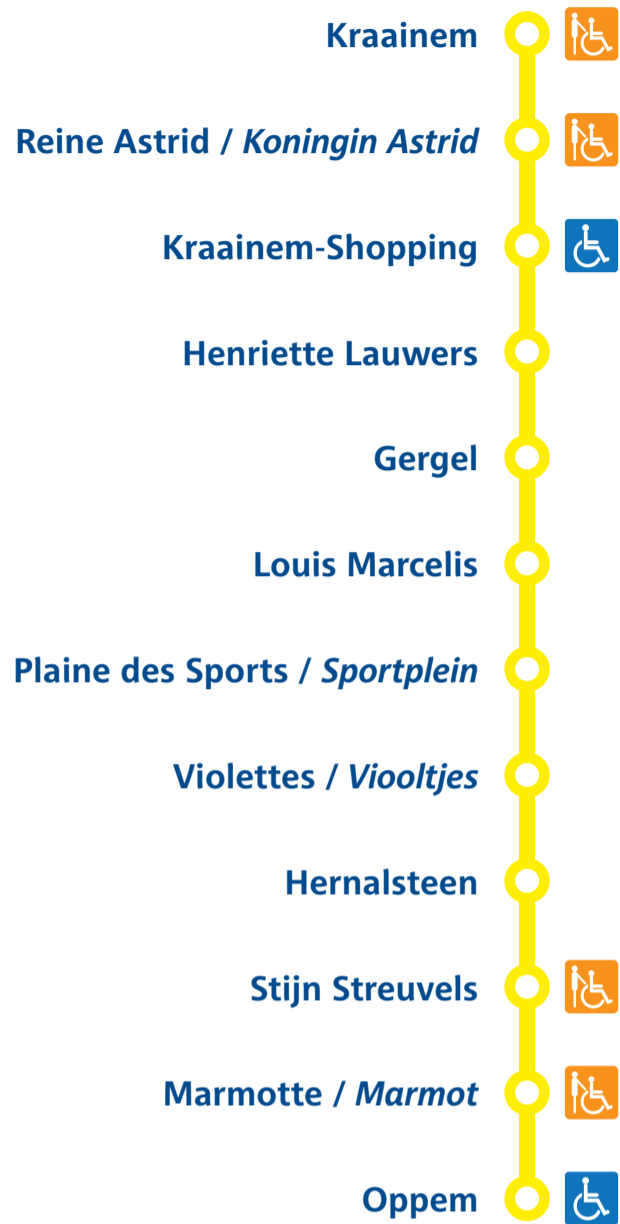 Kraainem
Reine Astrid / Koningin Astrid
Kraainem-Shopping
Henriette Lauwers
Gergel
Louis Marcelis
Plaine des Sports / Sportplein
Violettes / Viooltjes
Hernalsteen
Stijn Streuvels
Marmotte / Marmot
Oppem